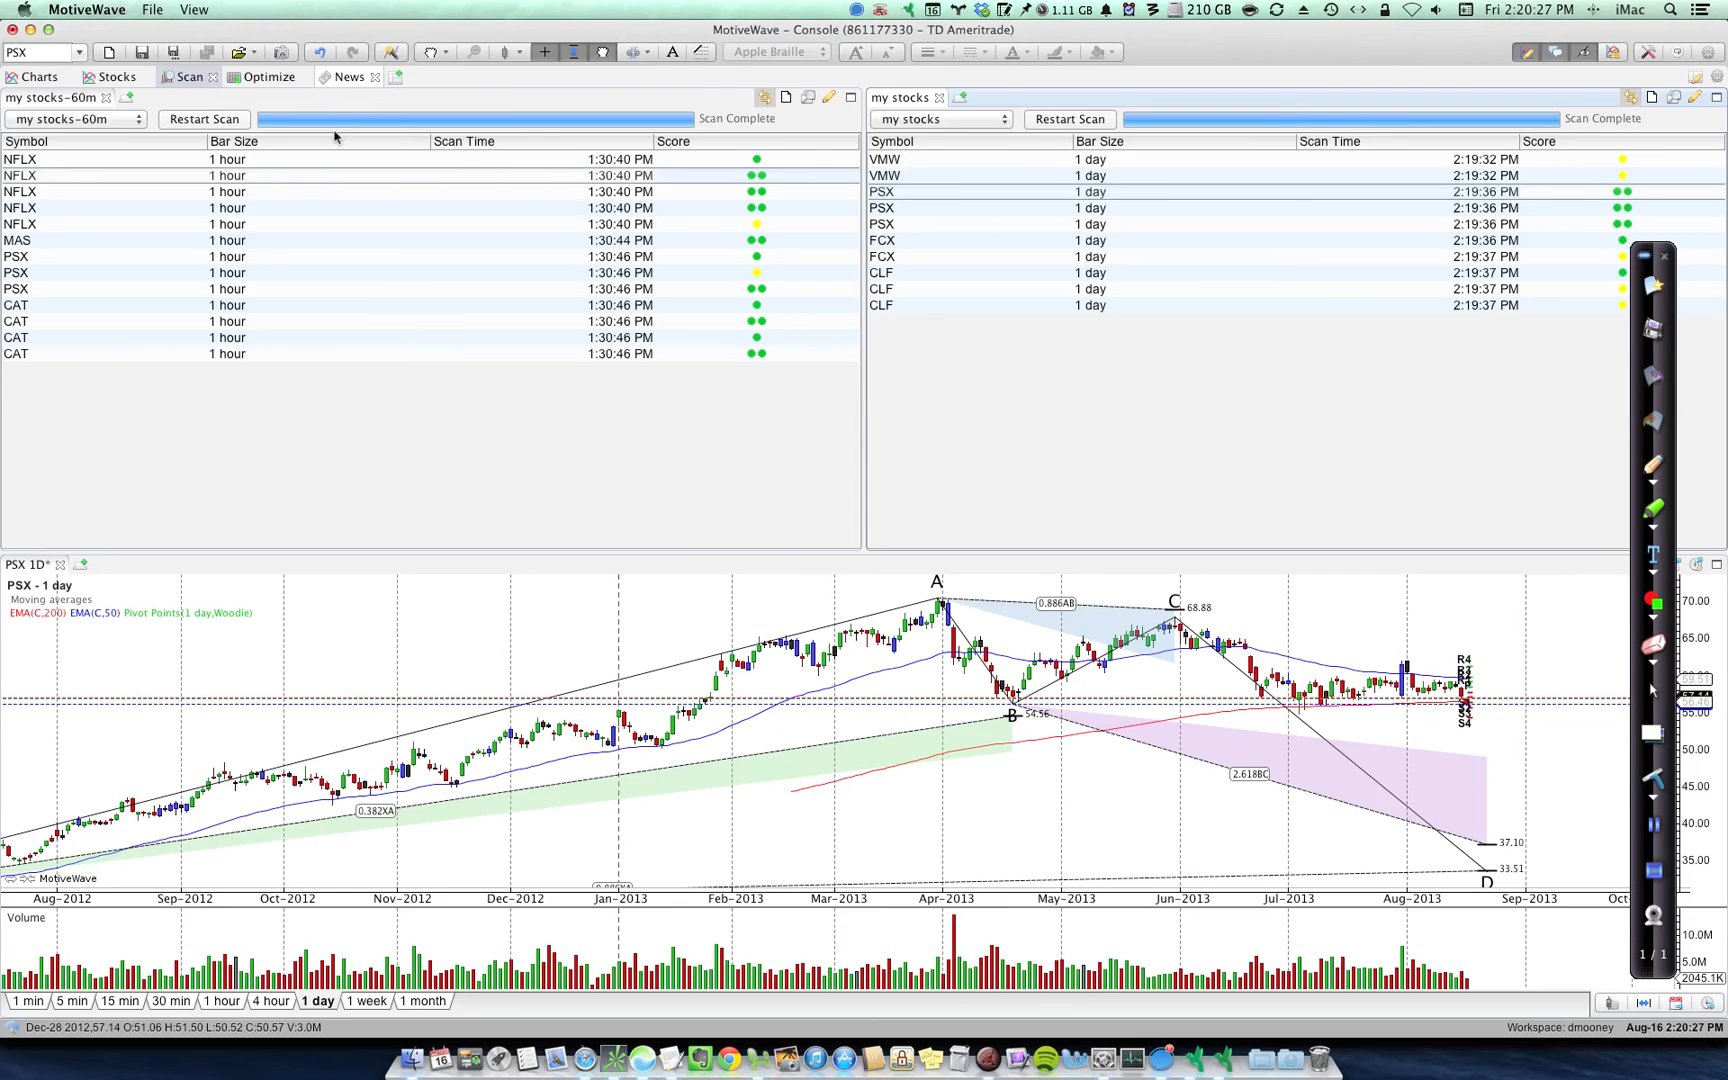 MotiveWave File View 1.11 GB 210 GB Fri 2:20:27 PM iMac
MotiveWave - Console (861177330 - TD Ameritrade)
PSX A Apple Braille
Charts Stocks Scan Optimize News
my stocks-60m
my stocks-60m Restart Scan Scan Complete
Symbol Bar Size Scan Time Score
NFLX 1 hour 1:30:40 PM
NFLX 1 hour 1:30:40 PM
NFLX 1 hour 1:30:40 PM
NFLX 1 hour 1:30:40 PM
NFLX 1 hour 1:30:40 PM
MAS 1 hour 1:30:44 PM
PSX 1 hour 1:30:46 PM
PSX 1 hour 1:30:46 PM
PSX 1 hour 1:30:46 PM
CAT 1 hour 1:30:46 PM
CAT 1 hour 1:30:46 PM
CAT 1 hour 1:30:46 PM
CAT 1 hour 1:30:46 PM
my stocks
my stocks Restart Scan Scan Complete
Symbol Bar Size Scan Time Score
VMW 1 day 2:19:32 PM
VMW 1 day 2:19:32 PM
PSX 1 day 2:19:36 PM
PSX 1 day 2:19:36 PM
PSX 1 day 2:19:36 PM
FCX 1 day 2:19:36 PM
FCX 1 day 2:19:37 PM
CLF 1 day 2:19:37 PM
CLF 1 day 2:19:37 PM
CLF 1 day 2:19:37 PM
PSX 1D*
PSX - 1 day
Moving averages
EMA(C,200) EMA(C,50) Pivot Points(1 day,Woodie)
A
0.886AB
C 68.88
B 54.56
0.382XA
2.618BC
37.10
33.51
D
R4
S4
70.00
65.00
55.00
50.00
45.00
40.00
35.00
MotiveWave
Aug-2012 Sep-2012 Oct-2012 Nov-2012 Dec-2012 Jan-2013 Feb-2013 Mar-2013 Apr-2013 May-2013 Jun-2013 Jul-2013 Aug-2013 Sep-2013 Oct-
Volume
10.0M
5.0M
2045.1K
T
1 / 1
1 min 5 min 15 min 30 min 1 hour 4 hour 1 day 1 week 1 month
Dec-28 2012,57.14 O:51.06 H:51.50 L:50.52 C:50.57 V:3.0M Workspace: dmooney Aug-16 2:20:27 PM